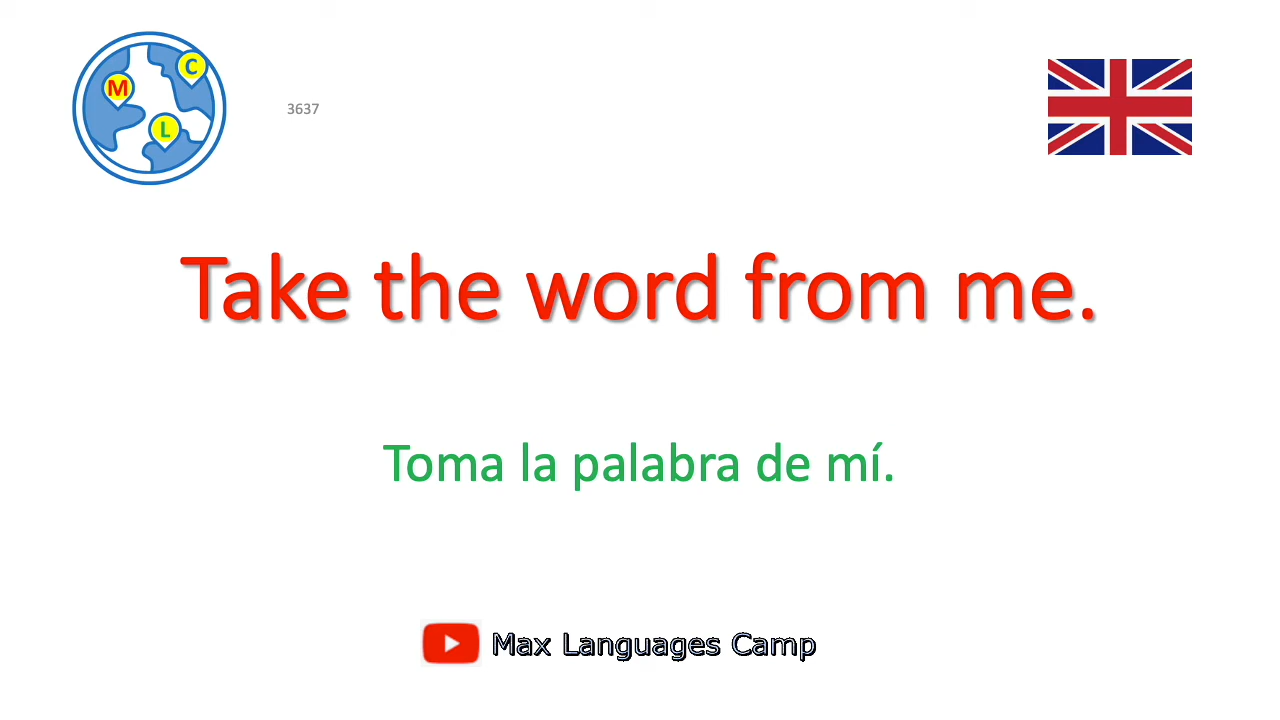 M
C
L
3637
Take the word from me.
Toma la palabra de mí.
Max Languages Camp